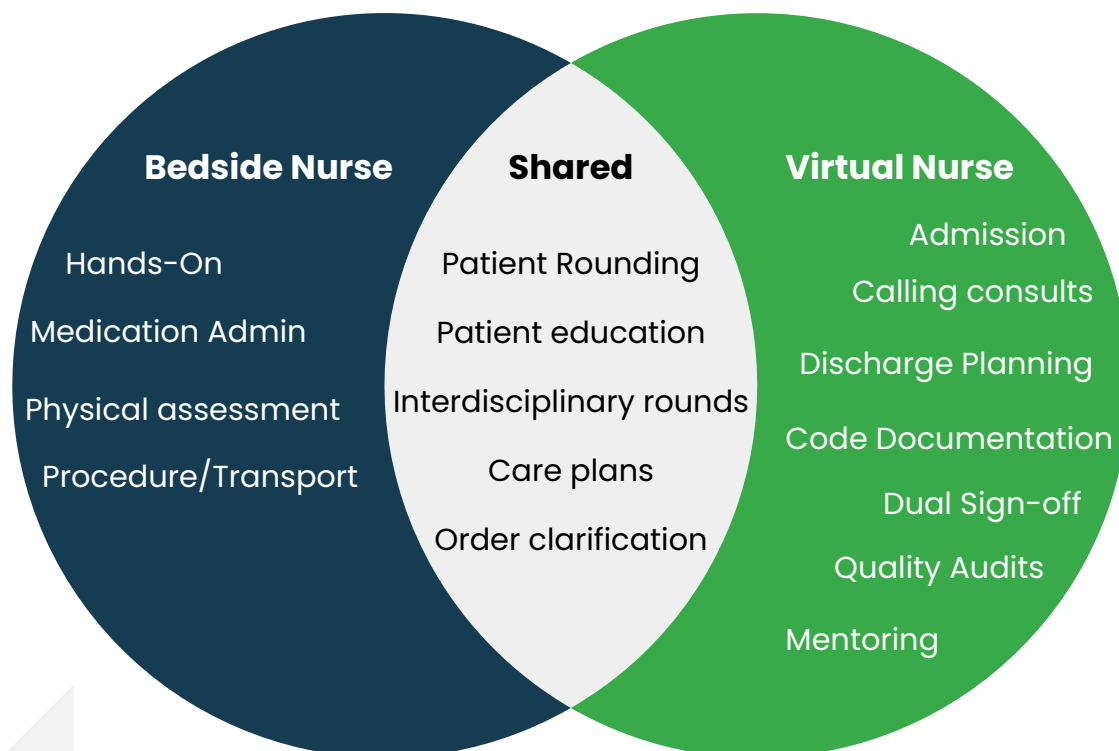 Bedside Nurse
Hands-On
Medication Admin
Physical assessment
Procedure/Transport
Shared
Patient Rounding
Patient education
Interdisciplinary rounds
Care plans
Order clarification
Virtual Nurse
Admission
Calling consults
Discharge Planning
Code Documentation
Dual Sign-off
Quality Audits
Mentoring